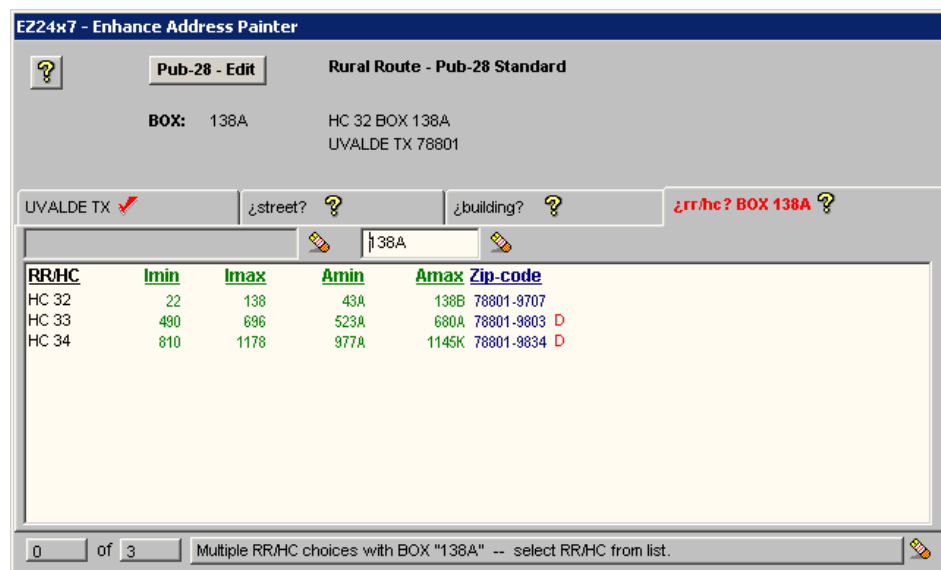 EZ24x7 - Enhance Address Painter
Pub-28 - Edit Rural Route - Pub-28 Standard
BOX: 138A HC 32 BOX 138A
UVALDE TX 78801
UVALDE TX ¿street? ¿building? ¿rr/hc? BOX 138A
138A
RR/HC Imin Imax Amin Amax Zip-code
HC 32 22 138 43A 138B 78801-9707
HC 33 490 696 523A 680A 78801-9803 D
HC 34 810 1178 977A 1145K 78801-9834 D
0 of 3 Multiple RR/HC choices with BOX "138A" -- select RR/HC from list.